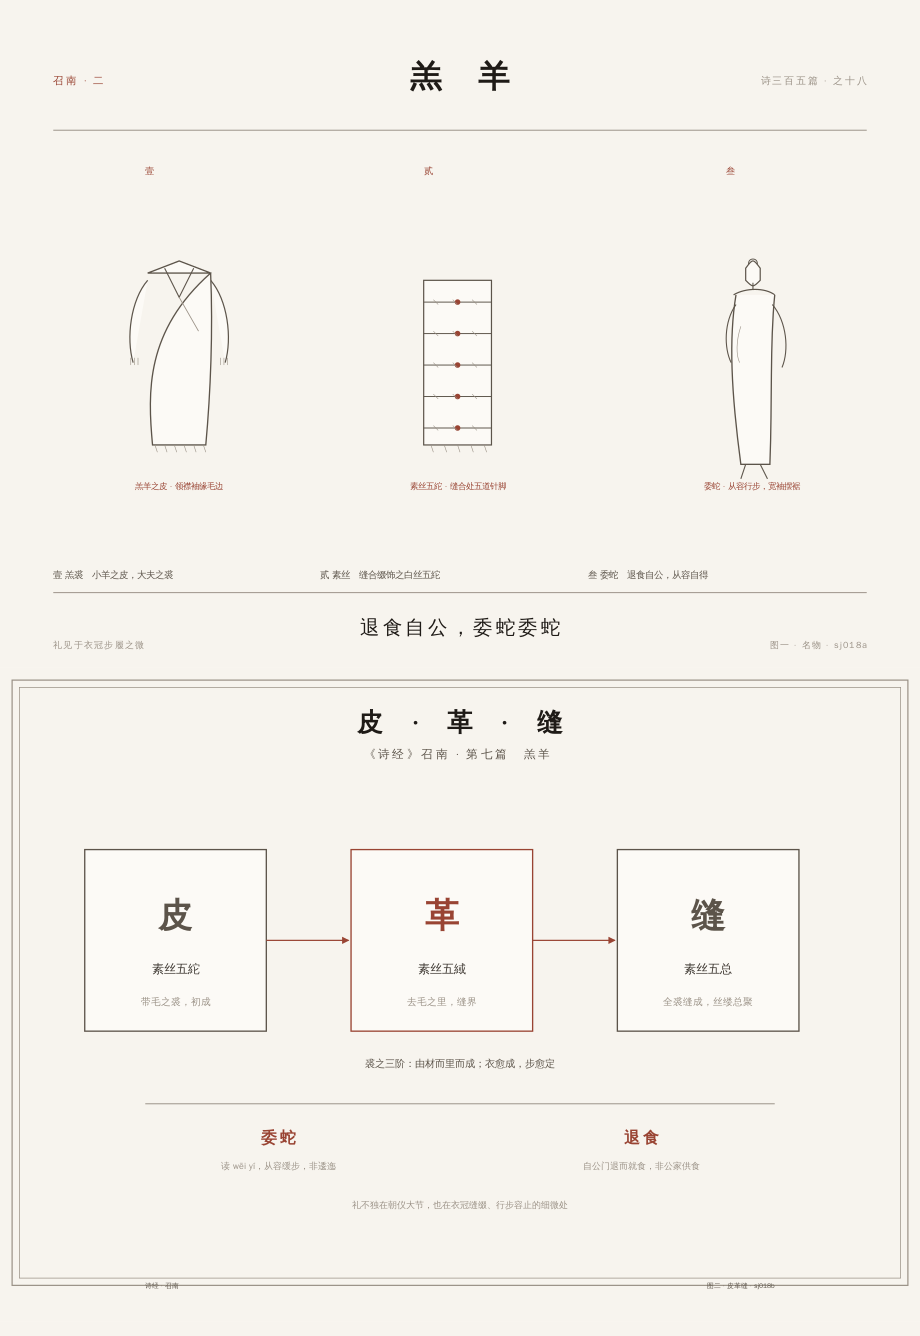 召南 · 二
羔 羊
诗三百五篇 · 之十八
壹
贰
叁
羔羊之皮 · 领襟袖缘毛边
素丝五紽 · 缝合处五道针脚
委蛇 · 从容行步，宽袖摆裾
壹 羔裘 小羊之皮，大夫之裘
贰 素丝 缝合缀饰之白丝五紽
叁 委蛇 退食自公，从容自得
退食自公，委蛇委蛇
礼见于衣冠步履之微
图一 · 名物 · sj018a
皮 · 革 · 缝
《诗经》召南 · 第七篇 羔羊
皮
素丝五紽
带毛之裘，初成
革
素丝五緎
去毛之里，缝界
缝
素丝五总
全裘缝成，丝缕总聚
裘之三阶：由材而里而成；衣愈成，步愈定
委蛇
读 wēi yí，从容缓步，非逶迤
退食
自公门退而就食，非公家供食
礼不独在朝仪大节，也在衣冠缝缀、行步容止的细微处
诗经 · 召南
图二 · 皮革缝 · sj018b